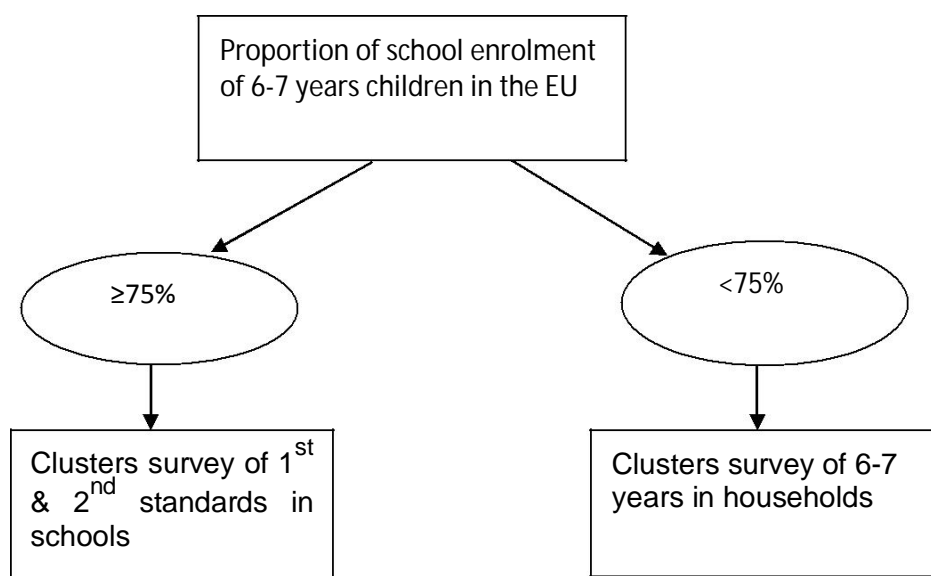 Proportion of school enrolment
of 6-7 years children in the EU
≥75%
<75%
Clusters survey of 1st
& 2nd standards in
schools
Clusters survey of 6-7
years in households